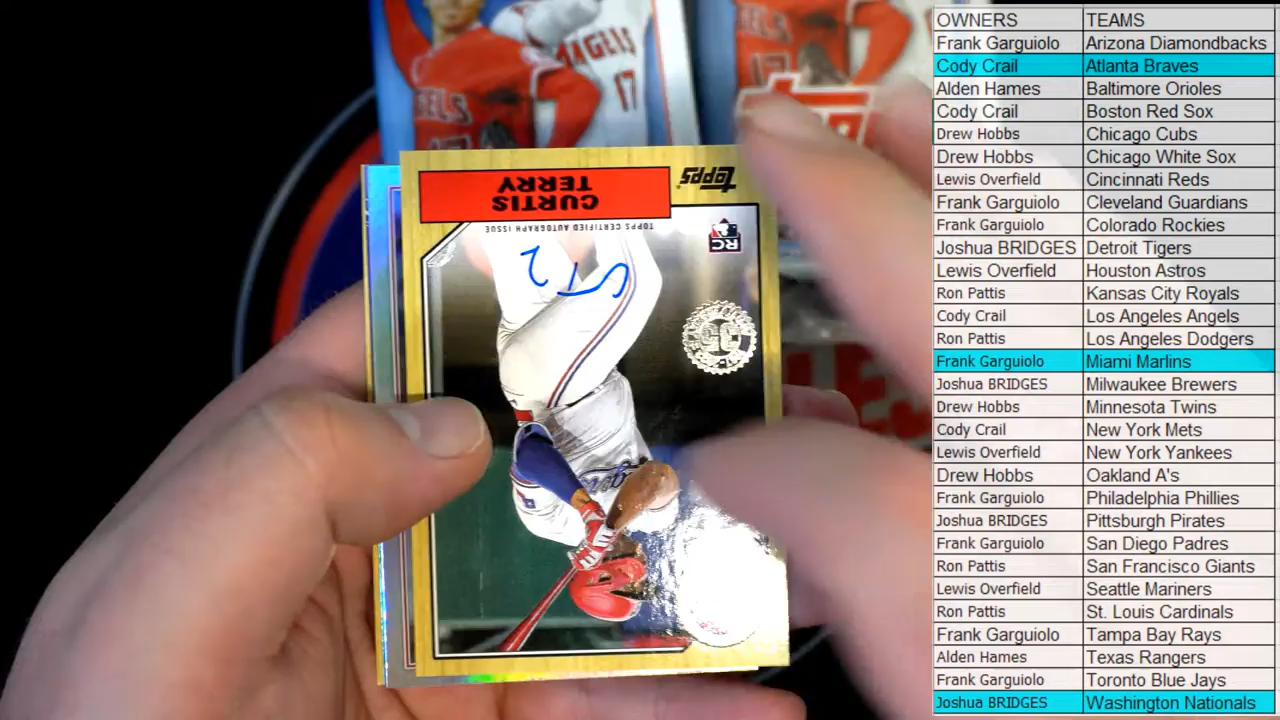 AGELS
17
ELS
17
topps
CURTIS
TERRY
TOPPS CERTIFIED AUTOGRAPH ISSUE
RC
35
OWNERS TEAMS
Frank Garguiolo Arizona Diamondbacks
Cody Crail Atlanta Braves
Alden Hames Baltimore Orioles
Cody Crail Boston Red Sox
Drew Hobbs Chicago Cubs
Drew Hobbs Chicago White Sox
Lewis Overfield Cincinnati Reds
Frank Garguiolo Cleveland Guardians
Frank Garguiolo Colorado Rockies
Joshua BRIDGES Detroit Tigers
Lewis Overfield Houston Astros
Ron Pattis Kansas City Royals
Cody Crail Los Angeles Angels
Ron Pattis Los Angeles Dodgers
Frank Garguiolo Miami Marlins
Joshua BRIDGES Milwaukee Brewers
Drew Hobbs Minnesota Twins
Cody Crail New York Mets
Lewis Overfield New York Yankees
Drew Hobbs Oakland A's
Frank Garguiolo Philadelphia Phillies
Joshua BRIDGES Pittsburgh Pirates
Frank Garguiolo San Diego Padres
Ron Pattis San Francisco Giants
Lewis Overfield Seattle Mariners
Ron Pattis St. Louis Cardinals
Frank Garguiolo Tampa Bay Rays
Alden Hames Texas Rangers
Frank Garguiolo Toronto Blue Jays
Joshua BRIDGES Washington Nationals